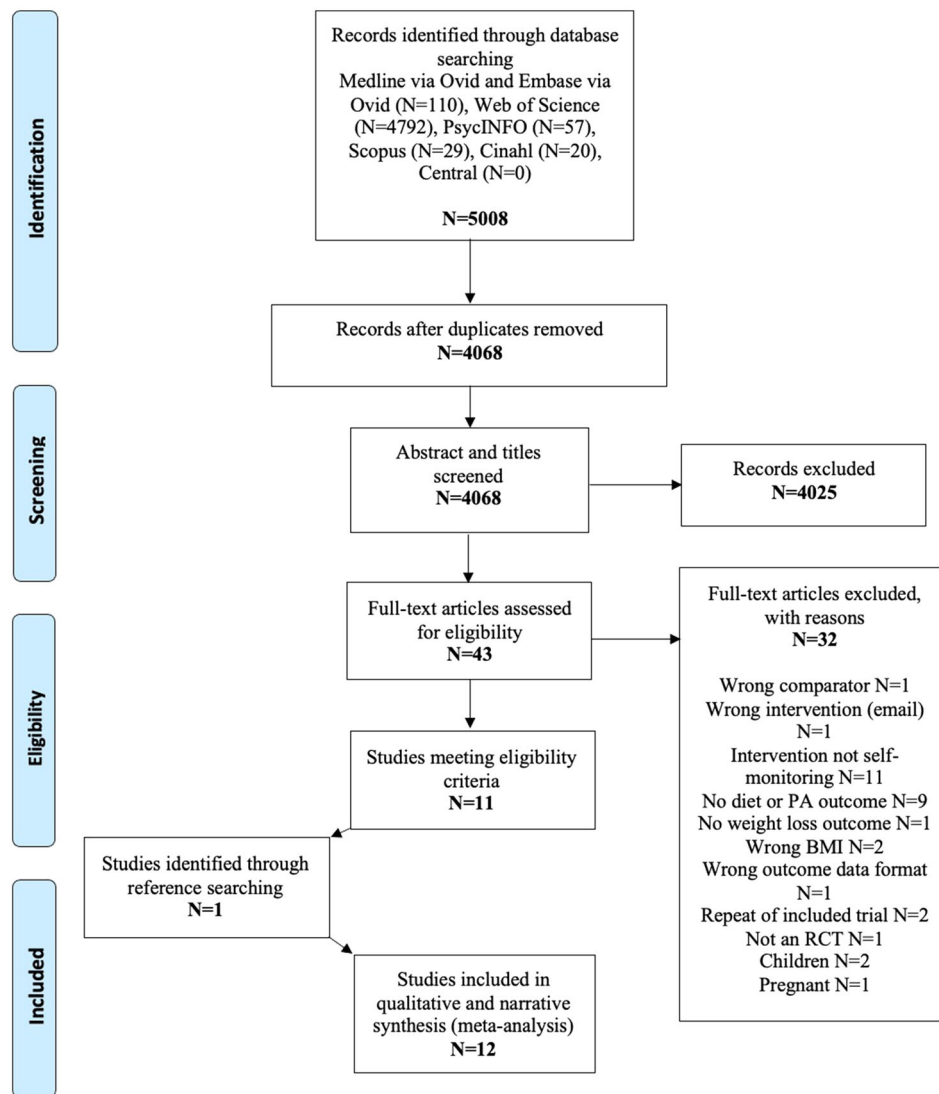 Identification
Records identified through database
searching
Medline via Ovid and Embase via
Ovid (N=110), Web of Science
(N=4792), PsycINFO (N=57),
Scopus (N=29), Cinahl (N=20),
Central (N=0)
N=5008
Records after duplicates removed
N=4068
Screening
Abstract and titles
screened
N=4068
Records excluded
N=4025
Eligibility
Full-text articles assessed
for eligibility
N=43
Full-text articles excluded,
with reasons
N=32
Wrong comparator N=1
Wrong intervention (email)
N=1
Intervention not self-
monitoring N=11
No diet or PA outcome N=9
No weight loss outcome N=1
Wrong BMI N=2
Wrong outcome data format
N=1
Repeat of included trial N=2
Not an RCT N=1
Children N=2
Pregnant N=1
Studies meeting eligibility
criteria
N=11
Studies identified through
reference searching
N=1
Included
Studies included in
qualitative and narrative
synthesis (meta-analysis)
N=12